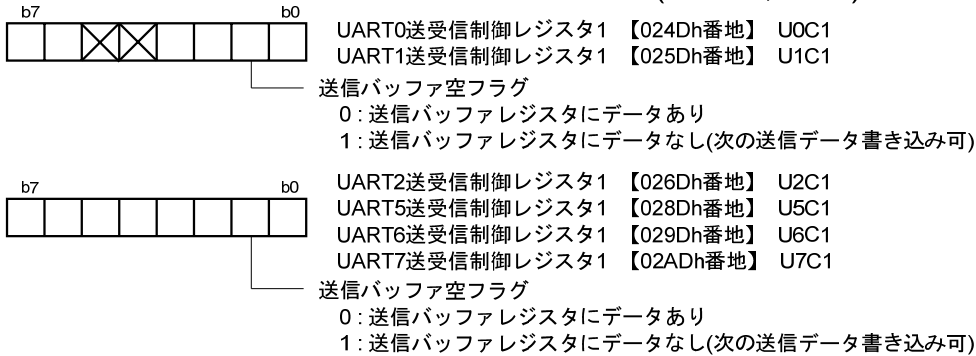 b7 b0
UART0送受信制御レジスタ1 【024Dh番地】 U0C1
UART1送受信制御レジスタ1 【025Dh番地】 U1C1
送信バッファ空フラグ
0 : 送信バッファレジスタにデータあり
1 : 送信バッファレジスタにデータなし(次の送信データ書き込み可)
b7 b0
UART2送受信制御レジスタ1 【026Dh番地】 U2C1
UART5送受信制御レジスタ1 【028Dh番地】 U5C1
UART6送受信制御レジスタ1 【029Dh番地】 U6C1
UART7送受信制御レジスタ1 【02ADh番地】 U7C1
送信バッファ空フラグ
0 : 送信バッファレジスタにデータあり
1 : 送信バッファレジスタにデータなし(次の送信データ書き込み可)